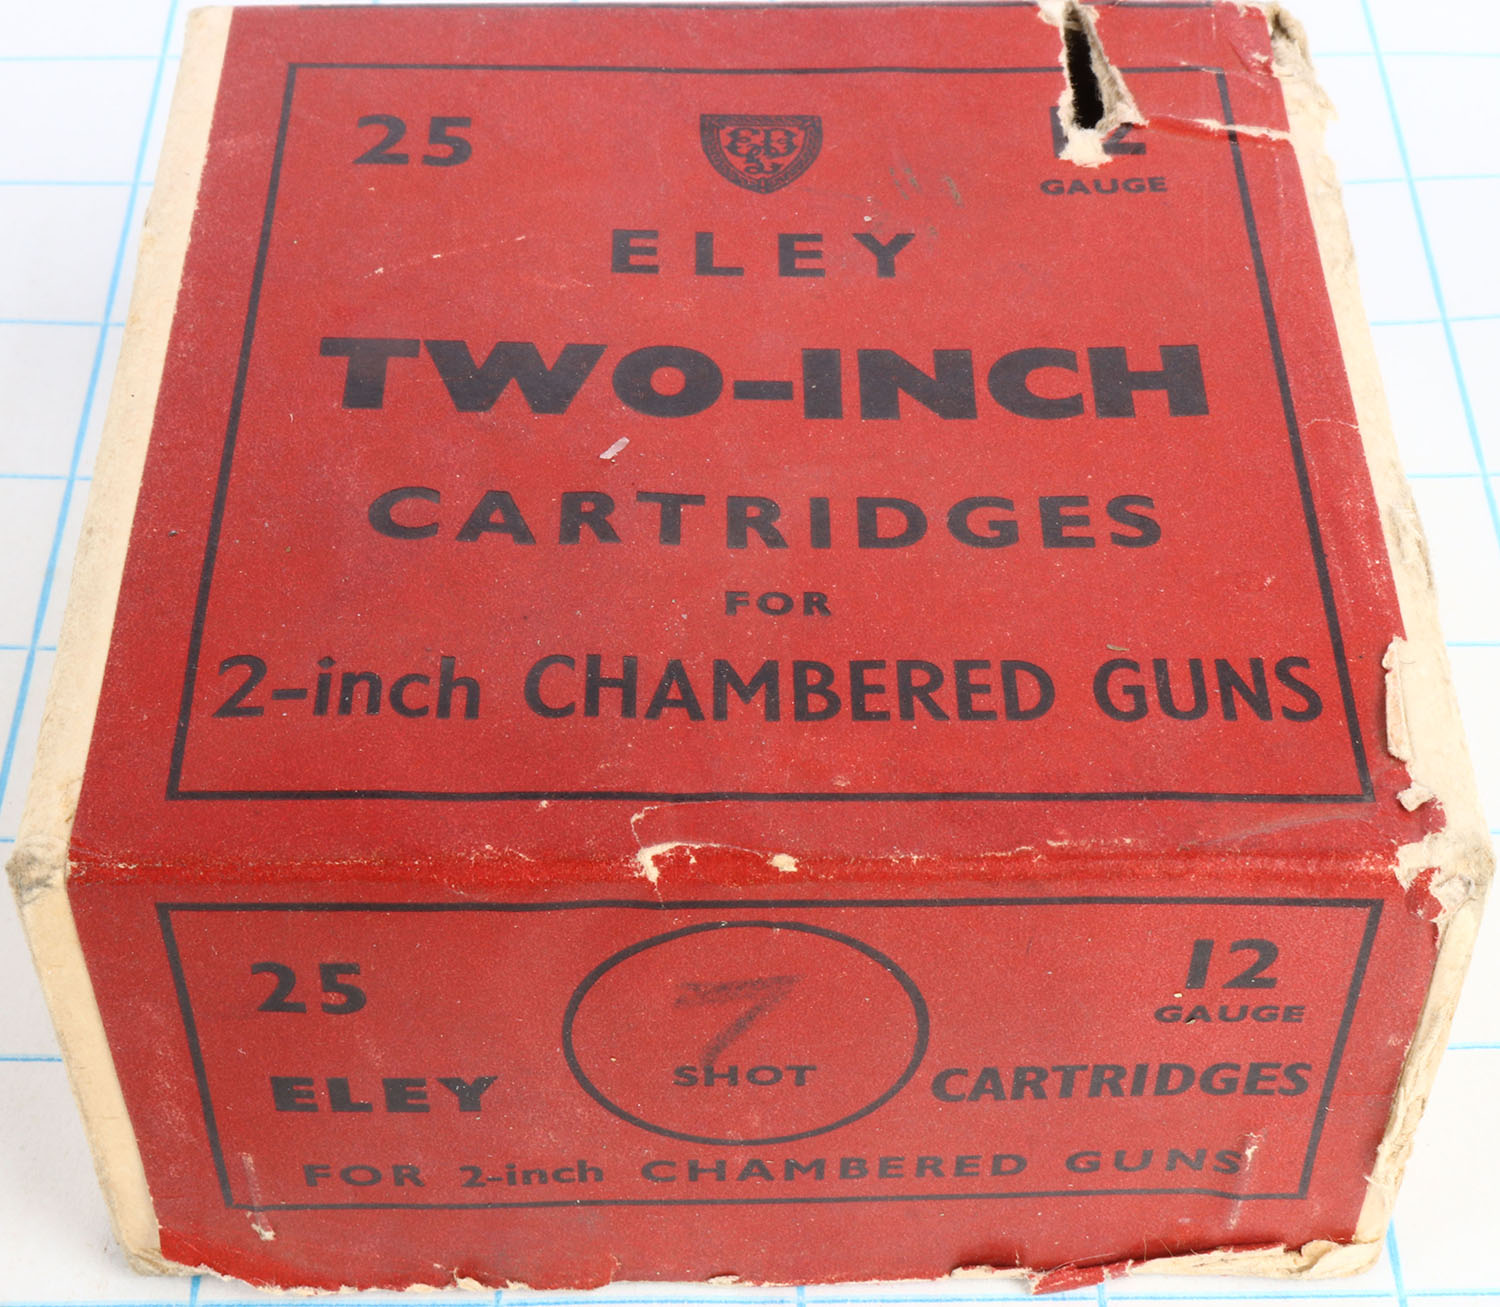 25 12
GAUGE
ELEY
TWO-INCH
CARTRIDGES
FOR
2-inch CHAMBERED GUNS
25 12
GAUGE
7
SHOT
ELEY CARTRIDGES
FOR 2-inch CHAMBERED GUNS